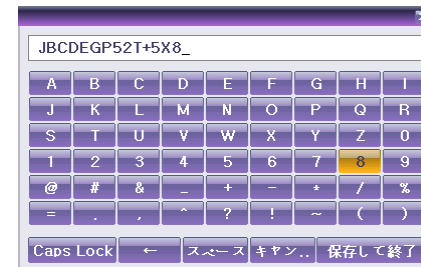 JBCDEGP52T+5X8_
A B C D E F G H I
J K L M N O P Q R
S T U V W X Y Z 0
1 2 3 4 5 6 7 8 9
@ # & _ + - * / %
= . , ^ ? ! ~ ( )
Caps Lock ← スペース キャン.. 保存して終了